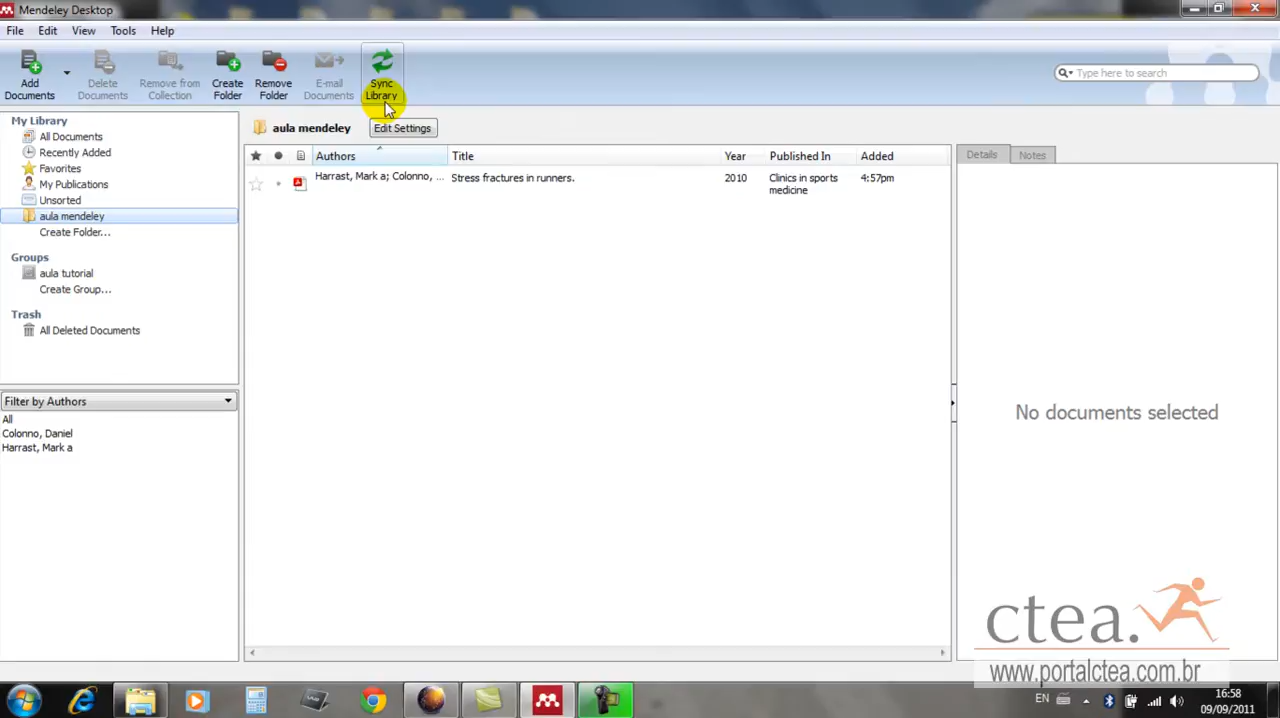 Mendeley Desktop
File Edit View Tools Help
Add Documents
Delete Documents
Remove from Collection
Create Folder
Remove Folder
E-mail Documents
Sync Library
Type here to search
My Library
All Documents
Recently Added
Favorites
My Publications
Unsorted
aula mendeley
Create Folder...
Groups
aula tutorial
Create Group...
Trash
All Deleted Documents
Filter by Authors
All
Colonno, Daniel
Harrast, Mark a
aula mendeley Edit Settings
Authors Title Year Published In Added
Harrast, Mark a; Colonno, ... Stress fractures in runners. 2010 Clinics in sports 4:57pm
medicine
Details Notes
No documents selected
ctea.
www.portalctea.com.br
EN
16:58
09/09/2011